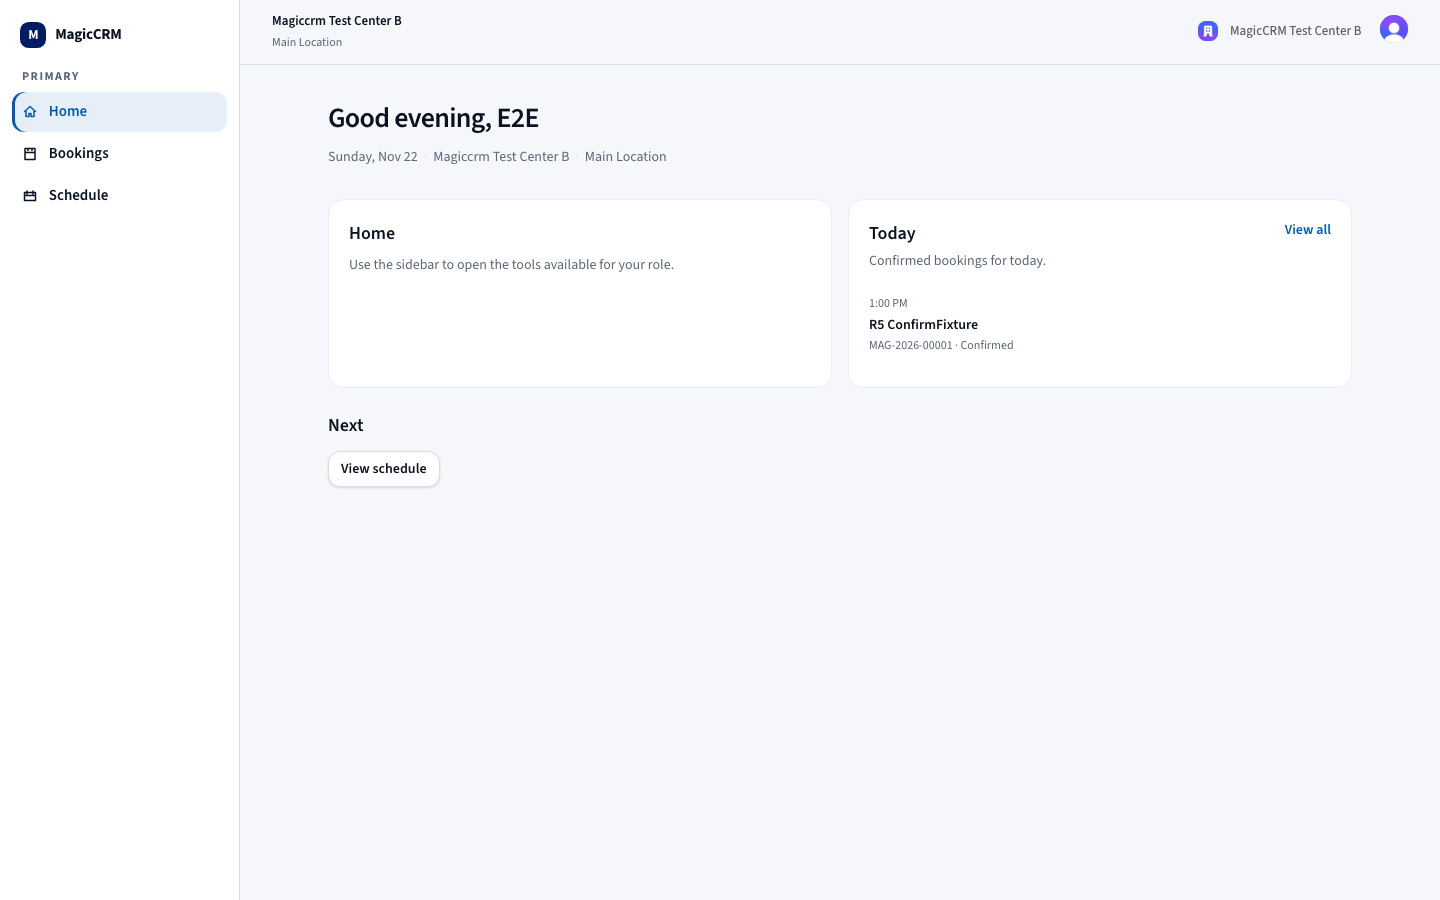 M MagicCRM
PRIMARY
Home
Bookings
Schedule
Magiccrm Test Center B
Main Location
MagicCRM Test Center B
Good evening, E2E
Sunday, Nov 22 · Magiccrm Test Center B · Main Location
Home
Use the sidebar to open the tools available for your role.
Today
View all
Confirmed bookings for today.
1:00 PM
R5 ConfirmFixture
MAG-2026-00001 · Confirmed
Next
View schedule